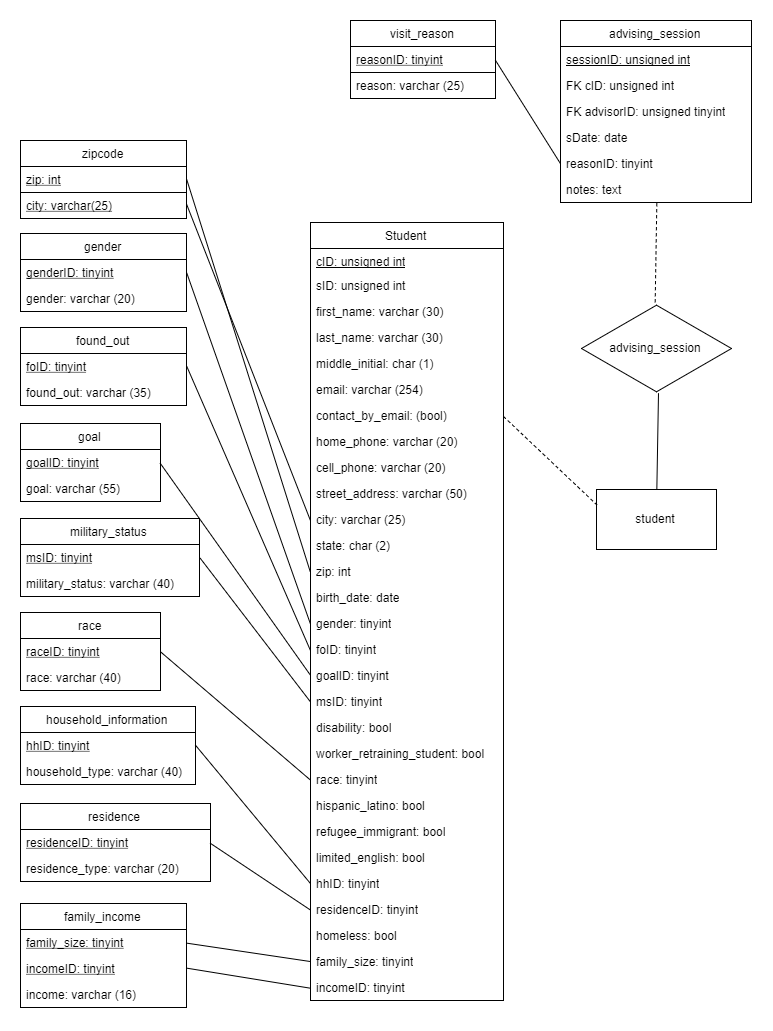 visit_reason
reasonID: tinyint
reason: varchar (25)
advising_session
sessionID: unsigned int
FK cID: unsigned int
FK advisorID: unsigned tinyint
sDate: date
reasonID: tinyint
notes: text
zipcode
zip: int
city: varchar(25)
gender
genderID: tinyint
gender: varchar (20)
found_out
foID: tinyint
found_out: varchar (35)
goal
goalID: tinyint
goal: varchar (55)
military_status
msID: tinyint
military_status: varchar (40)
race
raceID: tinyint
race: varchar (40)
household_information
hhID: tinyint
household_type: varchar (40)
residence
residenceID: tinyint
residence_type: varchar (20)
family_income
family_size: tinyint
incomeID: tinyint
income: varchar (16)
Student
cID: unsigned int
sID: unsigned int
first_name: varchar (30)
last_name: varchar (30)
middle_initial: char (1)
email: varchar (254)
contact_by_email: (bool)
home_phone: varchar (20)
cell_phone: varchar (20)
street_address: varchar (50)
city: varchar (25)
state: char (2)
zip: int
birth_date: date
gender: tinyint
foID: tinyint
goalID: tinyint
msID: tinyint
disability: bool
worker_retraining_student: bool
race: tinyint
hispanic_latino: bool
refugee_immigrant: bool
limited_english: bool
hhID: tinyint
residenceID: tinyint
homeless: bool
family_size: tinyint
incomeID: tinyint
advising_session
student